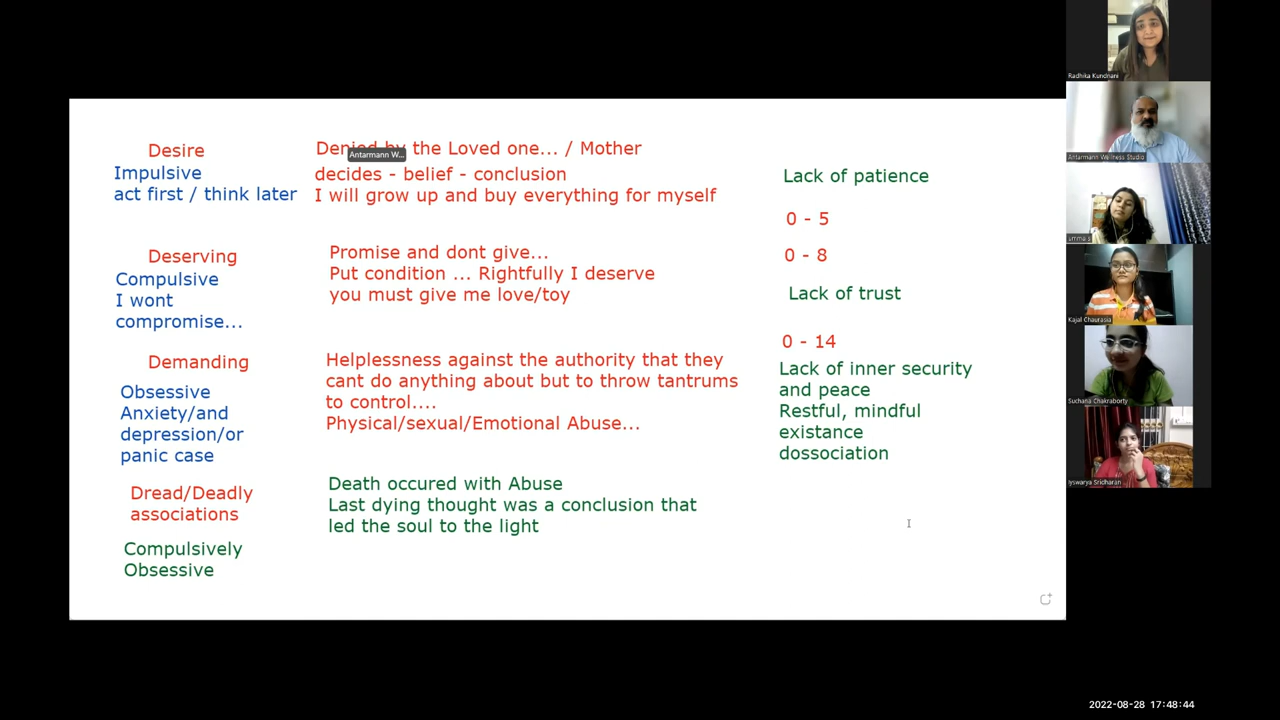 Desire
Impulsive
act first / think later
Denied by the Loved one... / Mother
Antarmann W...
decides - belief - conclusion
I will grow up and buy everything for myself
Lack of patience
0 - 5
Deserving
Compulsive
I wont
compromise...
Promise and dont give...
Put condition ... Rightfully I deserve
you must give me love/toy
0 - 8
Lack of trust
Demanding
Obsessive
Anxiety/and
depression/or
panic case
Helplessness against the authority that they
cant do anything about but to throw tantrums
to control....
Physical/sexual/Emotional Abuse...
0 - 14
Lack of inner security
and peace
Restful, mindful
existance
dossociation
Dread/Deadly
associations
Compulsively
Obsessive
Death occured with Abuse
Last dying thought was a conclusion that
led the soul to the light
Radhika Kundnani
Antarmann Wellness Studio
Kajal Chaurasia
Suchana Chakraborty
Iyswarya Sridharan
2022-08-28 17:48:44